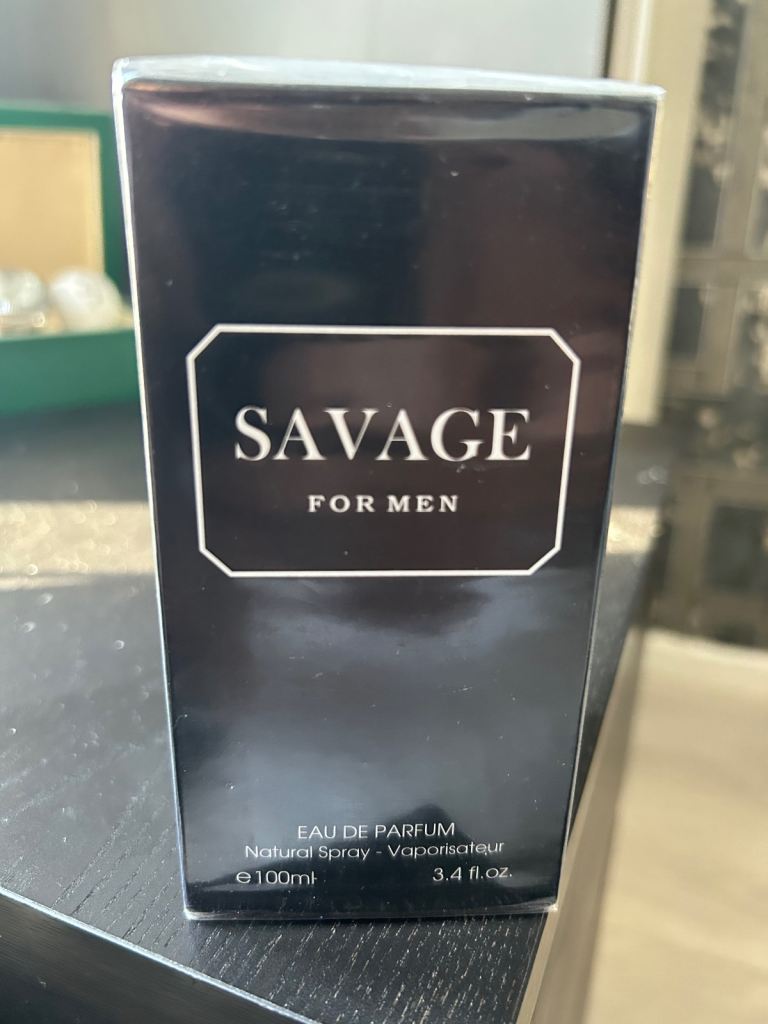 SAVAGE
FOR MEN
EAU DE PARFUM
Natural Spray - Vaporisateur
℮100ml 3.4 fl.oz.